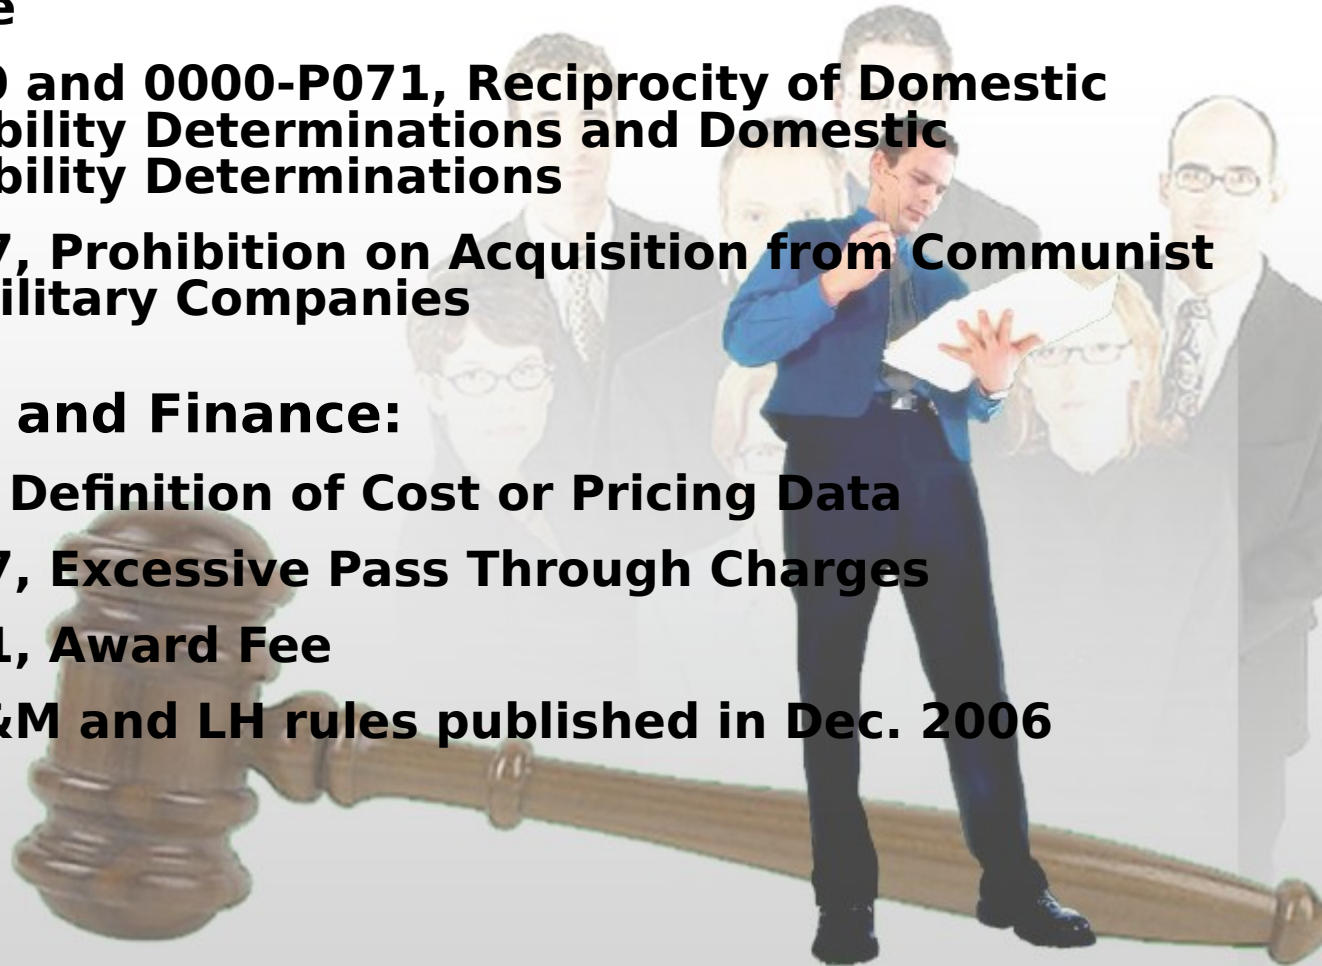 e
0 and 0000-P071, Reciprocity of Domestic
bility Determinations and Domestic
bility Determinations
7, Prohibition on Acquisition from Communist
ilitary Companies
and Finance:
Definition of Cost or Pricing Data
7, Excessive Pass Through Charges
1, Award Fee
&M and LH rules published in Dec. 2006